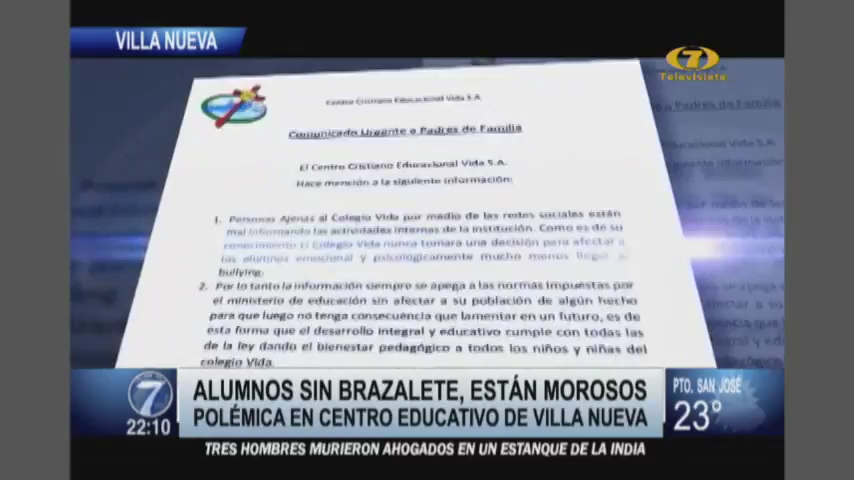 VILLA NUEVA
7
Televisiete
Centro Cristiano Educacional Vida S.A.
Comunicado Urgente a Padres de Familia
El Centro Cristiano Educacional Vida S.A.
Hace mención a la siguiente información:
1. Personas Ajenas al Colegio Vida por medio de las redes sociales están
mal informando las actividades internas de la institución. Como es de su
conocimiento El Colegio Vida nunca tomara una decisión para afectar a
los alumnos emocional y psicológicamente mucho menos llegar al
bullying.
2. Por lo tanto la información siempre se apega a las normas impuestas por
el ministerio de educación sin afectar a su población de algún hecho
para que luego no tenga consecuencia que lamentar en un futuro, es de
esta forma que el desarrollo integral y educativo cumple con todas las
de la ley dando el bienestar pedagógico a todos los niños y niñas del
colegio Vida.
7
22:10
ALUMNOS SIN BRAZALETE, ESTÁN MOROSOS
POLÉMICA EN CENTRO EDUCATIVO DE VILLA NUEVA
PTO. SAN JOSÉ
23°
TRES HOMBRES MURIERON AHOGADOS EN UN ESTANQUE DE LA INDIA